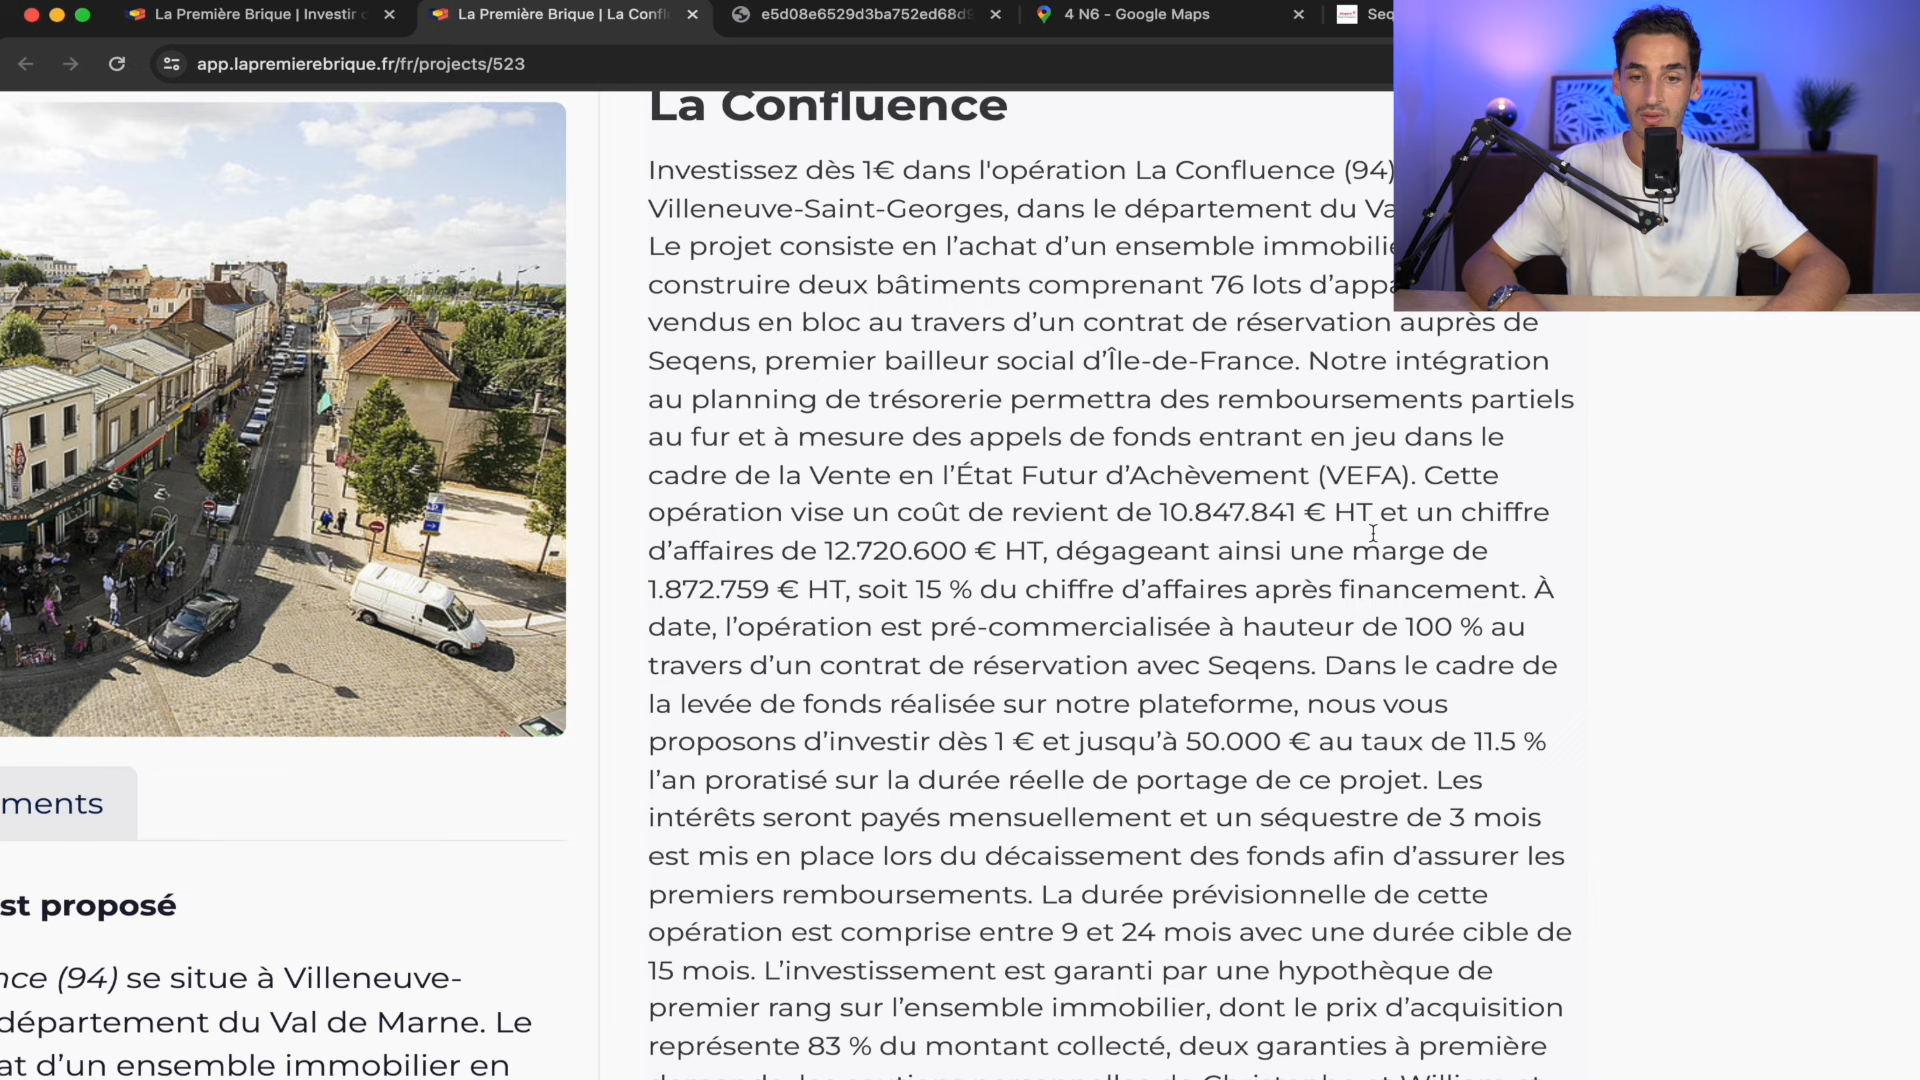 La Première Brique | Investir
La Première Brique | La Confl
e5d08e6529d3ba752ed68d
4 N6 - Google Maps
Seq
app.lapremierebrique.fr/fr/projects/523
La Confluence
Investissez dès 1€ dans l'opération La Confluence (94)
Villeneuve-Saint-Georges, dans le département du Va
Le projet consiste en l’achat d’un ensemble immobilie
construire deux bâtiments comprenant 76 lots d’appa
vendus en bloc au travers d’un contrat de réservation auprès de
Seqens, premier bailleur social d’Île-de-France. Notre intégration
au planning de trésorerie permettra des remboursements partiels
au fur et à mesure des appels de fonds entrant en jeu dans le
cadre de la Vente en l’État Futur d’Achèvement (VEFA). Cette
opération vise un coût de revient de 10.847.841 € HT et un chiffre
d’affaires de 12.720.600 € HT, dégageant ainsi une marge de
1.872.759 € HT, soit 15 % du chiffre d’affaires après financement. À
date, l’opération est pré-commercialisée à hauteur de 100 % au
travers d’un contrat de réservation avec Seqens. Dans le cadre de
la levée de fonds réalisée sur notre plateforme, nous vous
proposons d’investir dès 1 € et jusqu’à 50.000 € au taux de 11.5 %
l’an proratisé sur la durée réelle de portage de ce projet. Les
intérêts seront payés mensuellement et un séquestre de 3 mois
est mis en place lors du décaissement des fonds afin d’assurer les
premiers remboursements. La durée prévisionnelle de cette
opération est comprise entre 9 et 24 mois avec une durée cible de
15 mois. L’investissement est garanti par une hypothèque de
premier rang sur l’ensemble immobilier, dont le prix d’acquisition
représente 83 % du montant collecté, deux garanties à première
ments
st proposé
nce (94) se situe à Villeneuve-
département du Val de Marne. Le
at d’un ensemble immobilier en